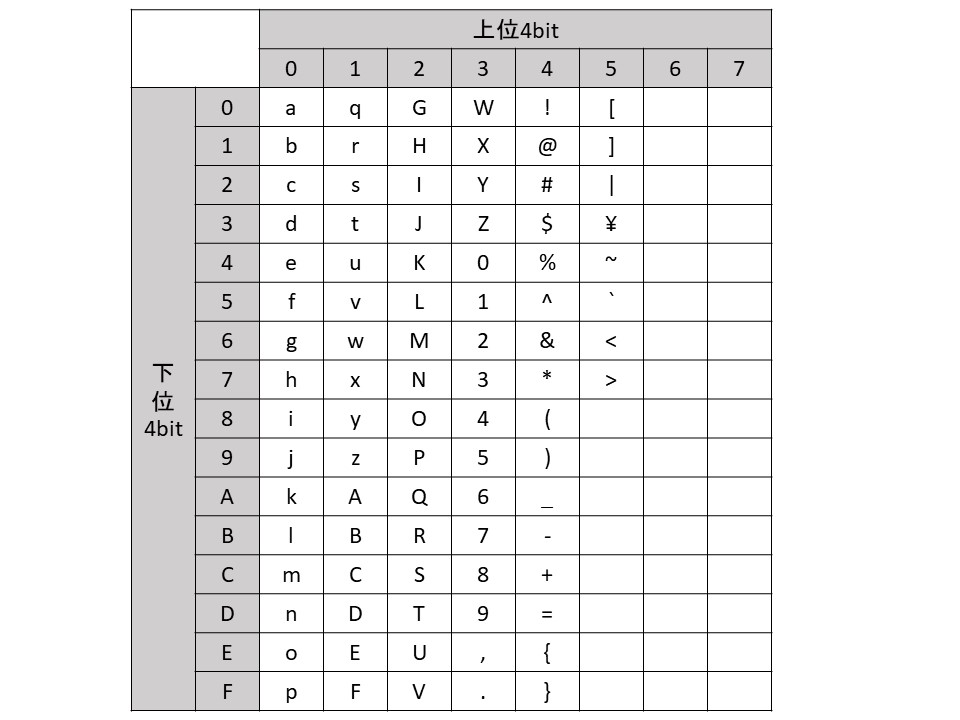 上位4bit
0 1 2 3 4 5 6 7
下位4bit
0 a q G W ! [
1 b r H X @ ]
2 c s I Y # |
3 d t J Z $ ¥
4 e u K 0 % ~
5 f v L 1 ^ `
6 g w M 2 & <
7 h x N 3 * >
8 i y O 4 (
9 j z P 5 )
A k A Q 6 _
B l B R 7 -
C m C S 8 +
D n D T 9 =
E o E U , {
F p F V . }